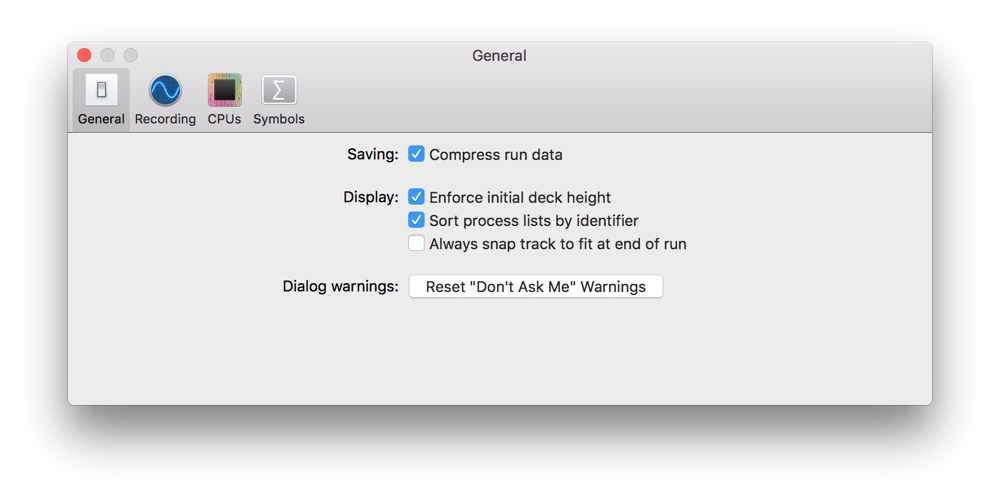 General
General Recording CPUs Symbols
Saving: Compress run data
Display: Enforce initial deck height
Sort process lists by identifier
Always snap track to fit at end of run
Dialog warnings: Reset "Don't Ask Me" Warnings